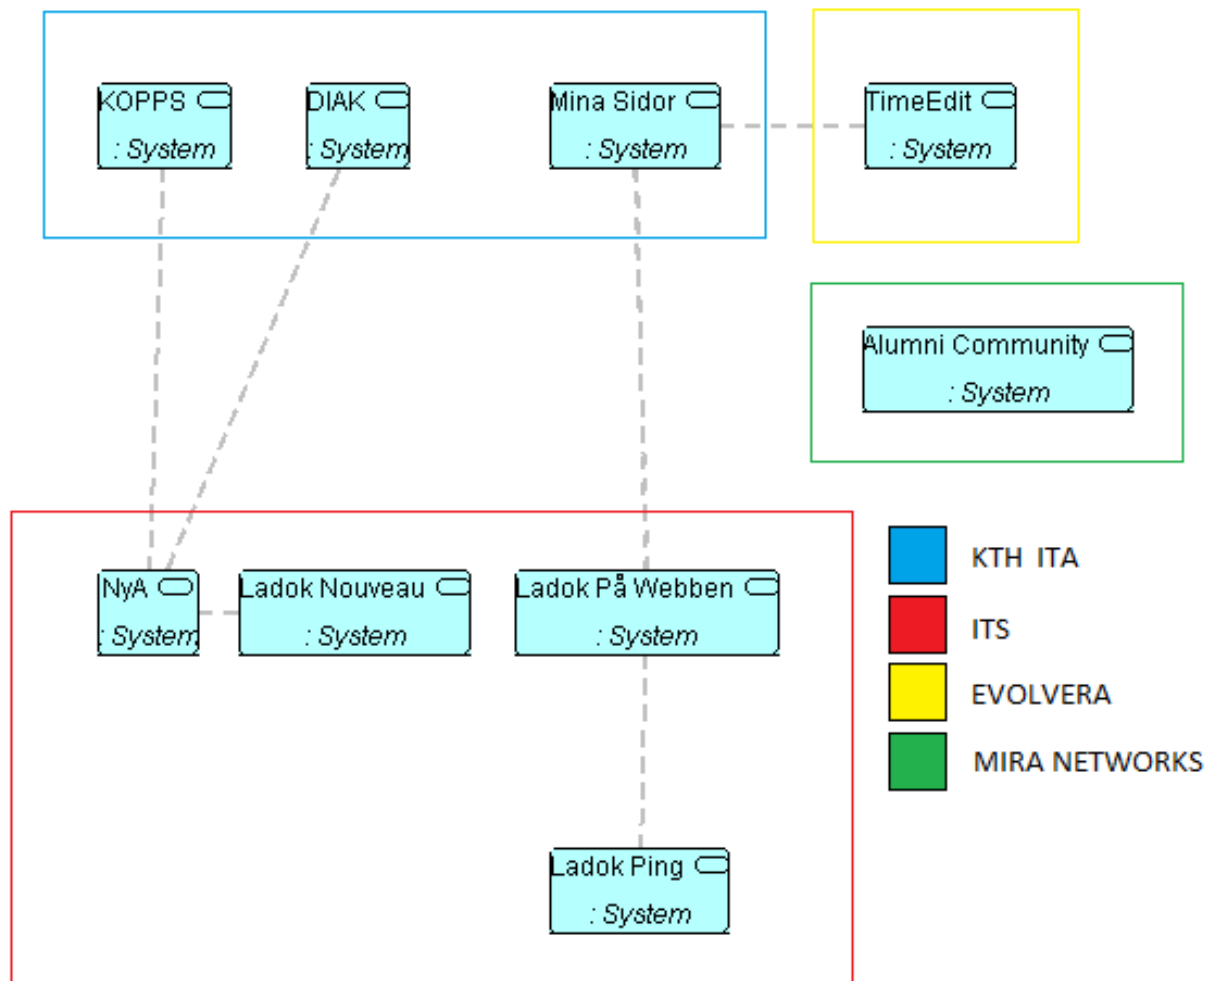 KOPPS
: System
DIAK
: System
Mina Sidor
: System
TimeEdit
: System
Alumni Community
: System
NyA
: System
Ladok Nouveau
: System
Ladok På Webben
: System
Ladok Ping
: System
KTH ITA
ITS
EVOLVERA
MIRA NETWORKS